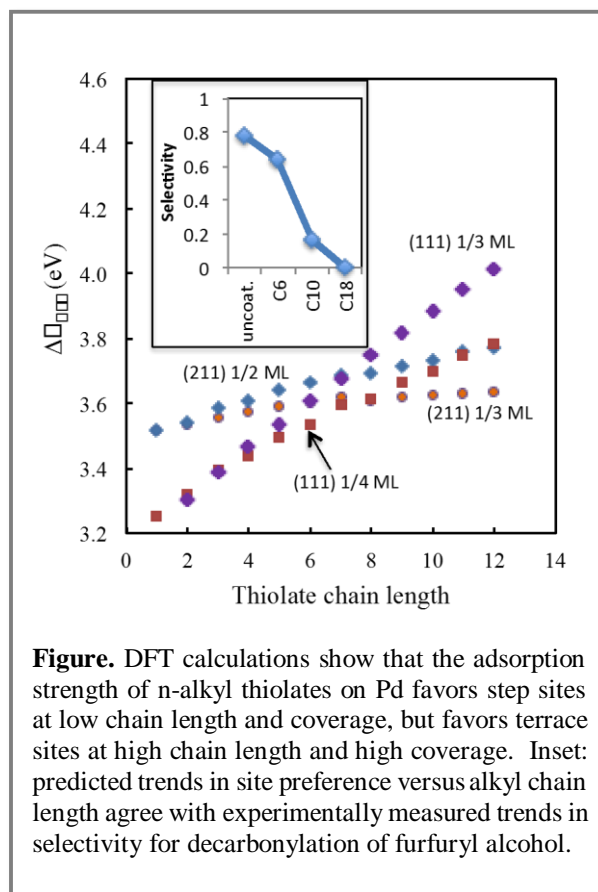 4.6
4.4
4.2
4.0
3.8
3.6
3.4
3.2
Δ□□□□ (eV)
0 2 4 6 8 10 12 14
Thiolate chain length
1
0.8
0.6
0.4
0.2
0
Selectivity
uncoat.
C6
C10
C18
(111) 1/3 ML
(211) 1/2 ML
(211) 1/3 ML
(111) 1/4 ML
Figure. DFT calculations show that the adsorption
strength of n-alkyl thiolates on Pd favors step sites
at low chain length and coverage, but favors terrace
sites at high chain length and high coverage. Inset:
predicted trends in site preference versus alkyl chain
length agree with experimentally measured trends in
selectivity for decarbonylation of furfuryl alcohol.